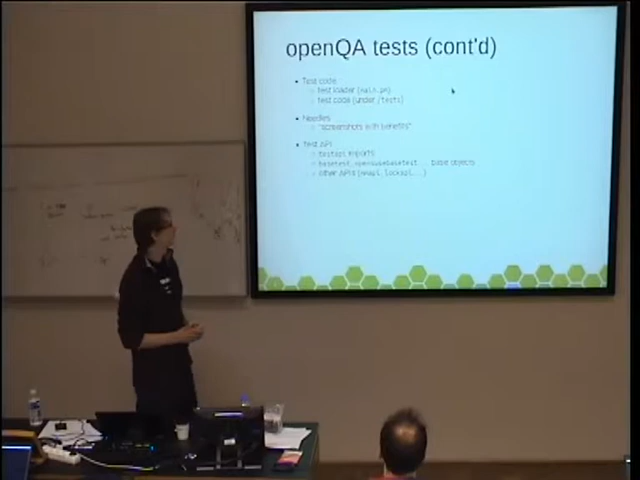 openQA tests (cont'd)
Test code
test loader (main.pm)
test code (under /tests)
Needles
"screenshots with benefits"
Test API
testapi imports
basetest, opensusebasetest... base objects
other APIs (mmapi, lockapi,...)